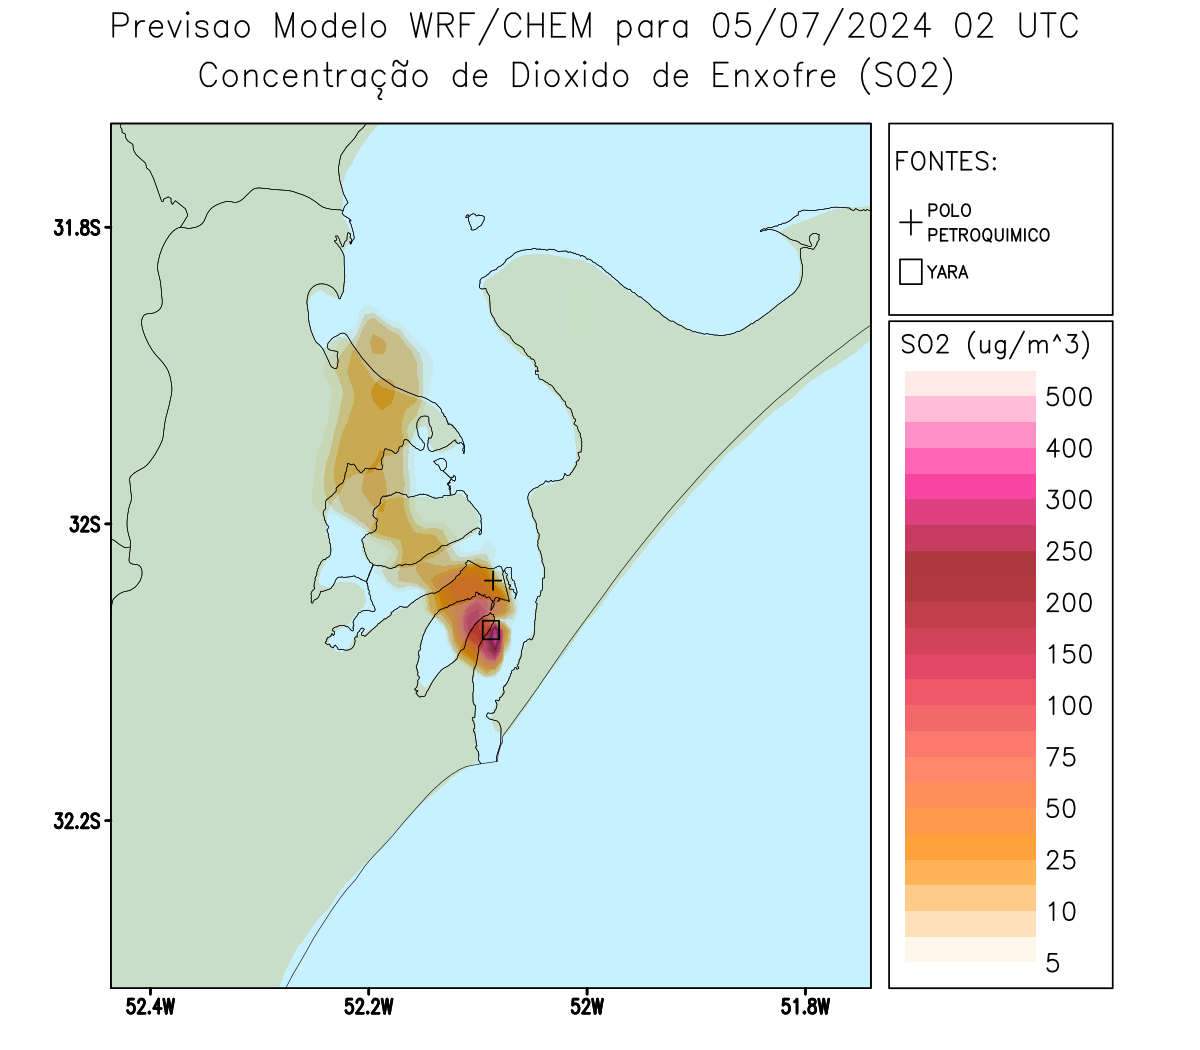 Previsao Modelo WRF/CHEM para 05/07/2024 02 UTC
Concentração de Dioxido de Enxofre (SO2)
FONTES:
POLO
PETROQUIMICO
YARA
SO2 (ug/m^3)
500
400
300
250
200
150
100
75
50
25
10
5
31.8S
32S
32.2S
52.4W
52.2W
52W
51.8W